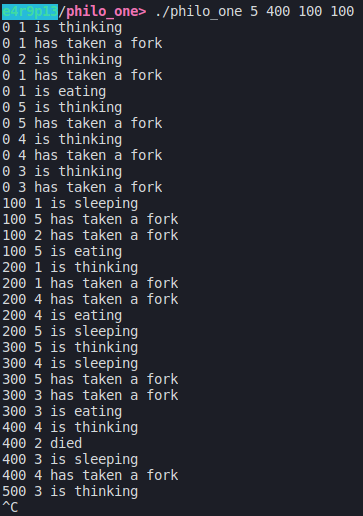 e4r9p13/philo_one> ./philo_one 5 400 100 100
0 1 is thinking
0 1 has taken a fork
0 2 is thinking
0 1 has taken a fork
0 1 is eating
0 5 is thinking
0 5 has taken a fork
0 4 is thinking
0 4 has taken a fork
0 3 is thinking
0 3 has taken a fork
100 1 is sleeping
100 5 has taken a fork
100 2 has taken a fork
100 5 is eating
200 1 is thinking
200 1 has taken a fork
200 4 has taken a fork
200 4 is eating
200 5 is sleeping
300 5 is thinking
300 4 is sleeping
300 5 has taken a fork
300 3 has taken a fork
300 3 is eating
400 4 is thinking
400 2 died
400 3 is sleeping
400 4 has taken a fork
500 3 is thinking
^C